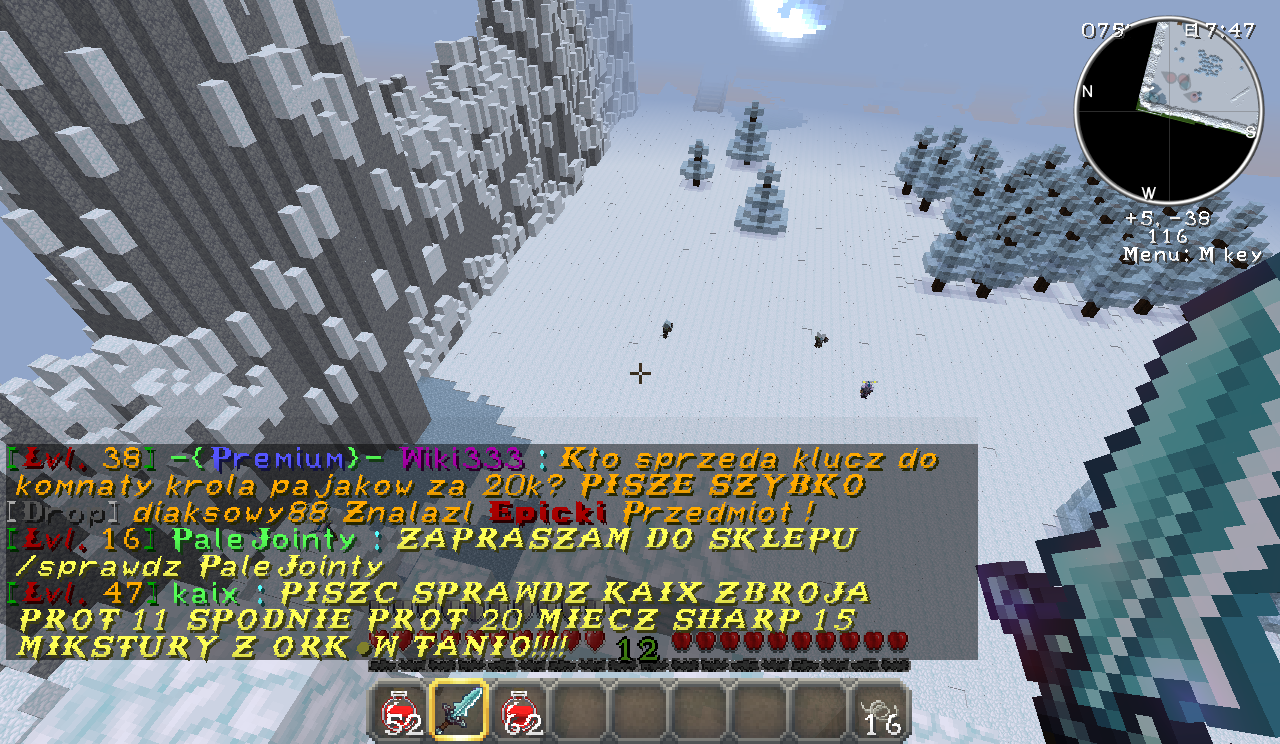 075° E 17:47
N
S
W
+5, -38
116
Menu: M key
[Lvl. 38] -{Premium}- Wiki333 : Kto sprzeda klucz do
komnaty krola pajakow za 20k? PISZE SZYBKO
[Drop] diaksowy88 Znalazl Epicki Przedmiot !
[Lvl. 16] PaleJointy : ZAPRASZAM DO SKLEPU
/sprawdz PaleJointy
[Lvl. 47] kaix : PISZC SPRAWDZ KAIX ZBROJA
PROT 11 SPODNIE PROT 20 MIECZ SHARP 15
MIKSTURY Z ORK W TANIO!!!!
12
52
62
16